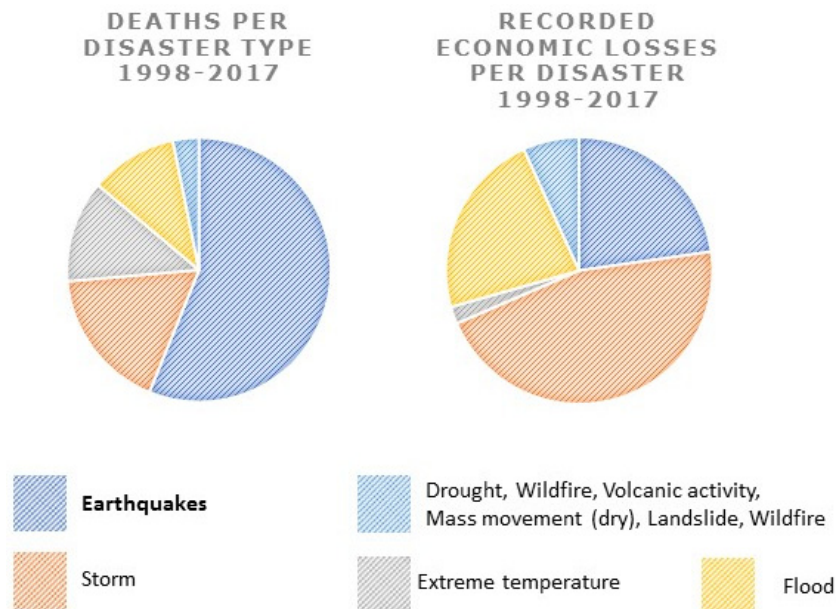 DEATHS PER
DISASTER TYPE
1998-2017
RECORDED
ECONOMIC LOSSES
PER DISASTER
1998-2017
Earthquakes
Drought, Wildfire, Volcanic activity,
Mass movement (dry), Landslide, Wildfire
Storm
Extreme temperature
Flood